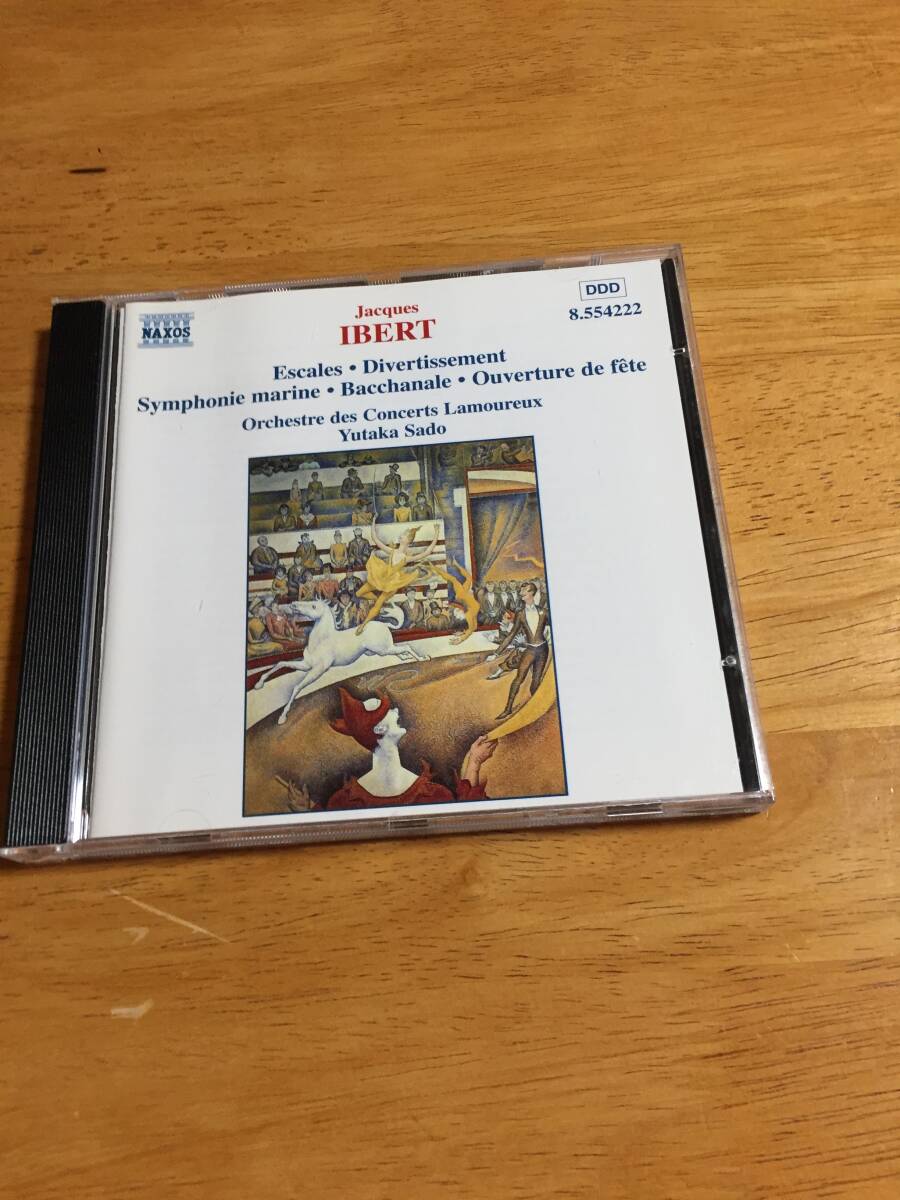 NAXOS
DDD
8.554222
Jacques
IBERT
Escales • Divertissement
Symphonie marine • Bacchanale • Ouverture de fête
Orchestre des Concerts Lamoureux
Yutaka Sado